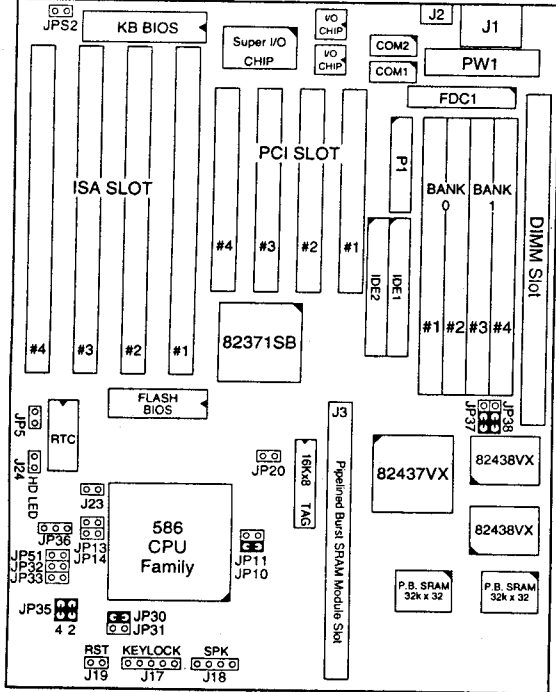 JPS2
KB BIOS
Super I/O
CHIP
I/O
CHIP
I/O
CHIP
J2
J1
COM2
COM1
PW1
FDC1
ISA SLOT
PCI SLOT
P1
BANK
0
BANK
1
DIMM Slot
#4
#3
#2
#1
#4
#3
#2
#1
IDE2
IDE1
#1
#2
#3
#4
82371SB
FLASH
BIOS
JP5
RTC
J24
HD LED
J23
JP20
16Kx8 TAG
J3
Pipelined Burst SRAM Module Slot
JP37
JP38
82437VX
82438VX
82438VX
JP36
JP13
JP14
JP51
JP32
JP33
586
CPU
Family
JP11
JP10
P.B. SRAM
32k x 32
P.B. SRAM
32k x 32
JP35
4 2
JP30
JP31
RST
J19
KEYLOCK
J17
SPK
J18